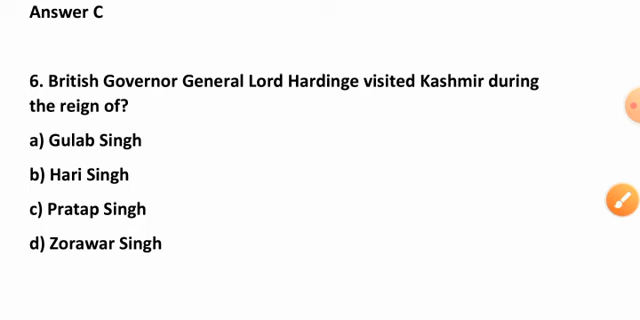 Answer C
6. British Governor General Lord Hardinge visited Kashmir during
the reign of?
a) Gulab Singh
b) Hari Singh
c) Pratap Singh
d) Zorawar Singh